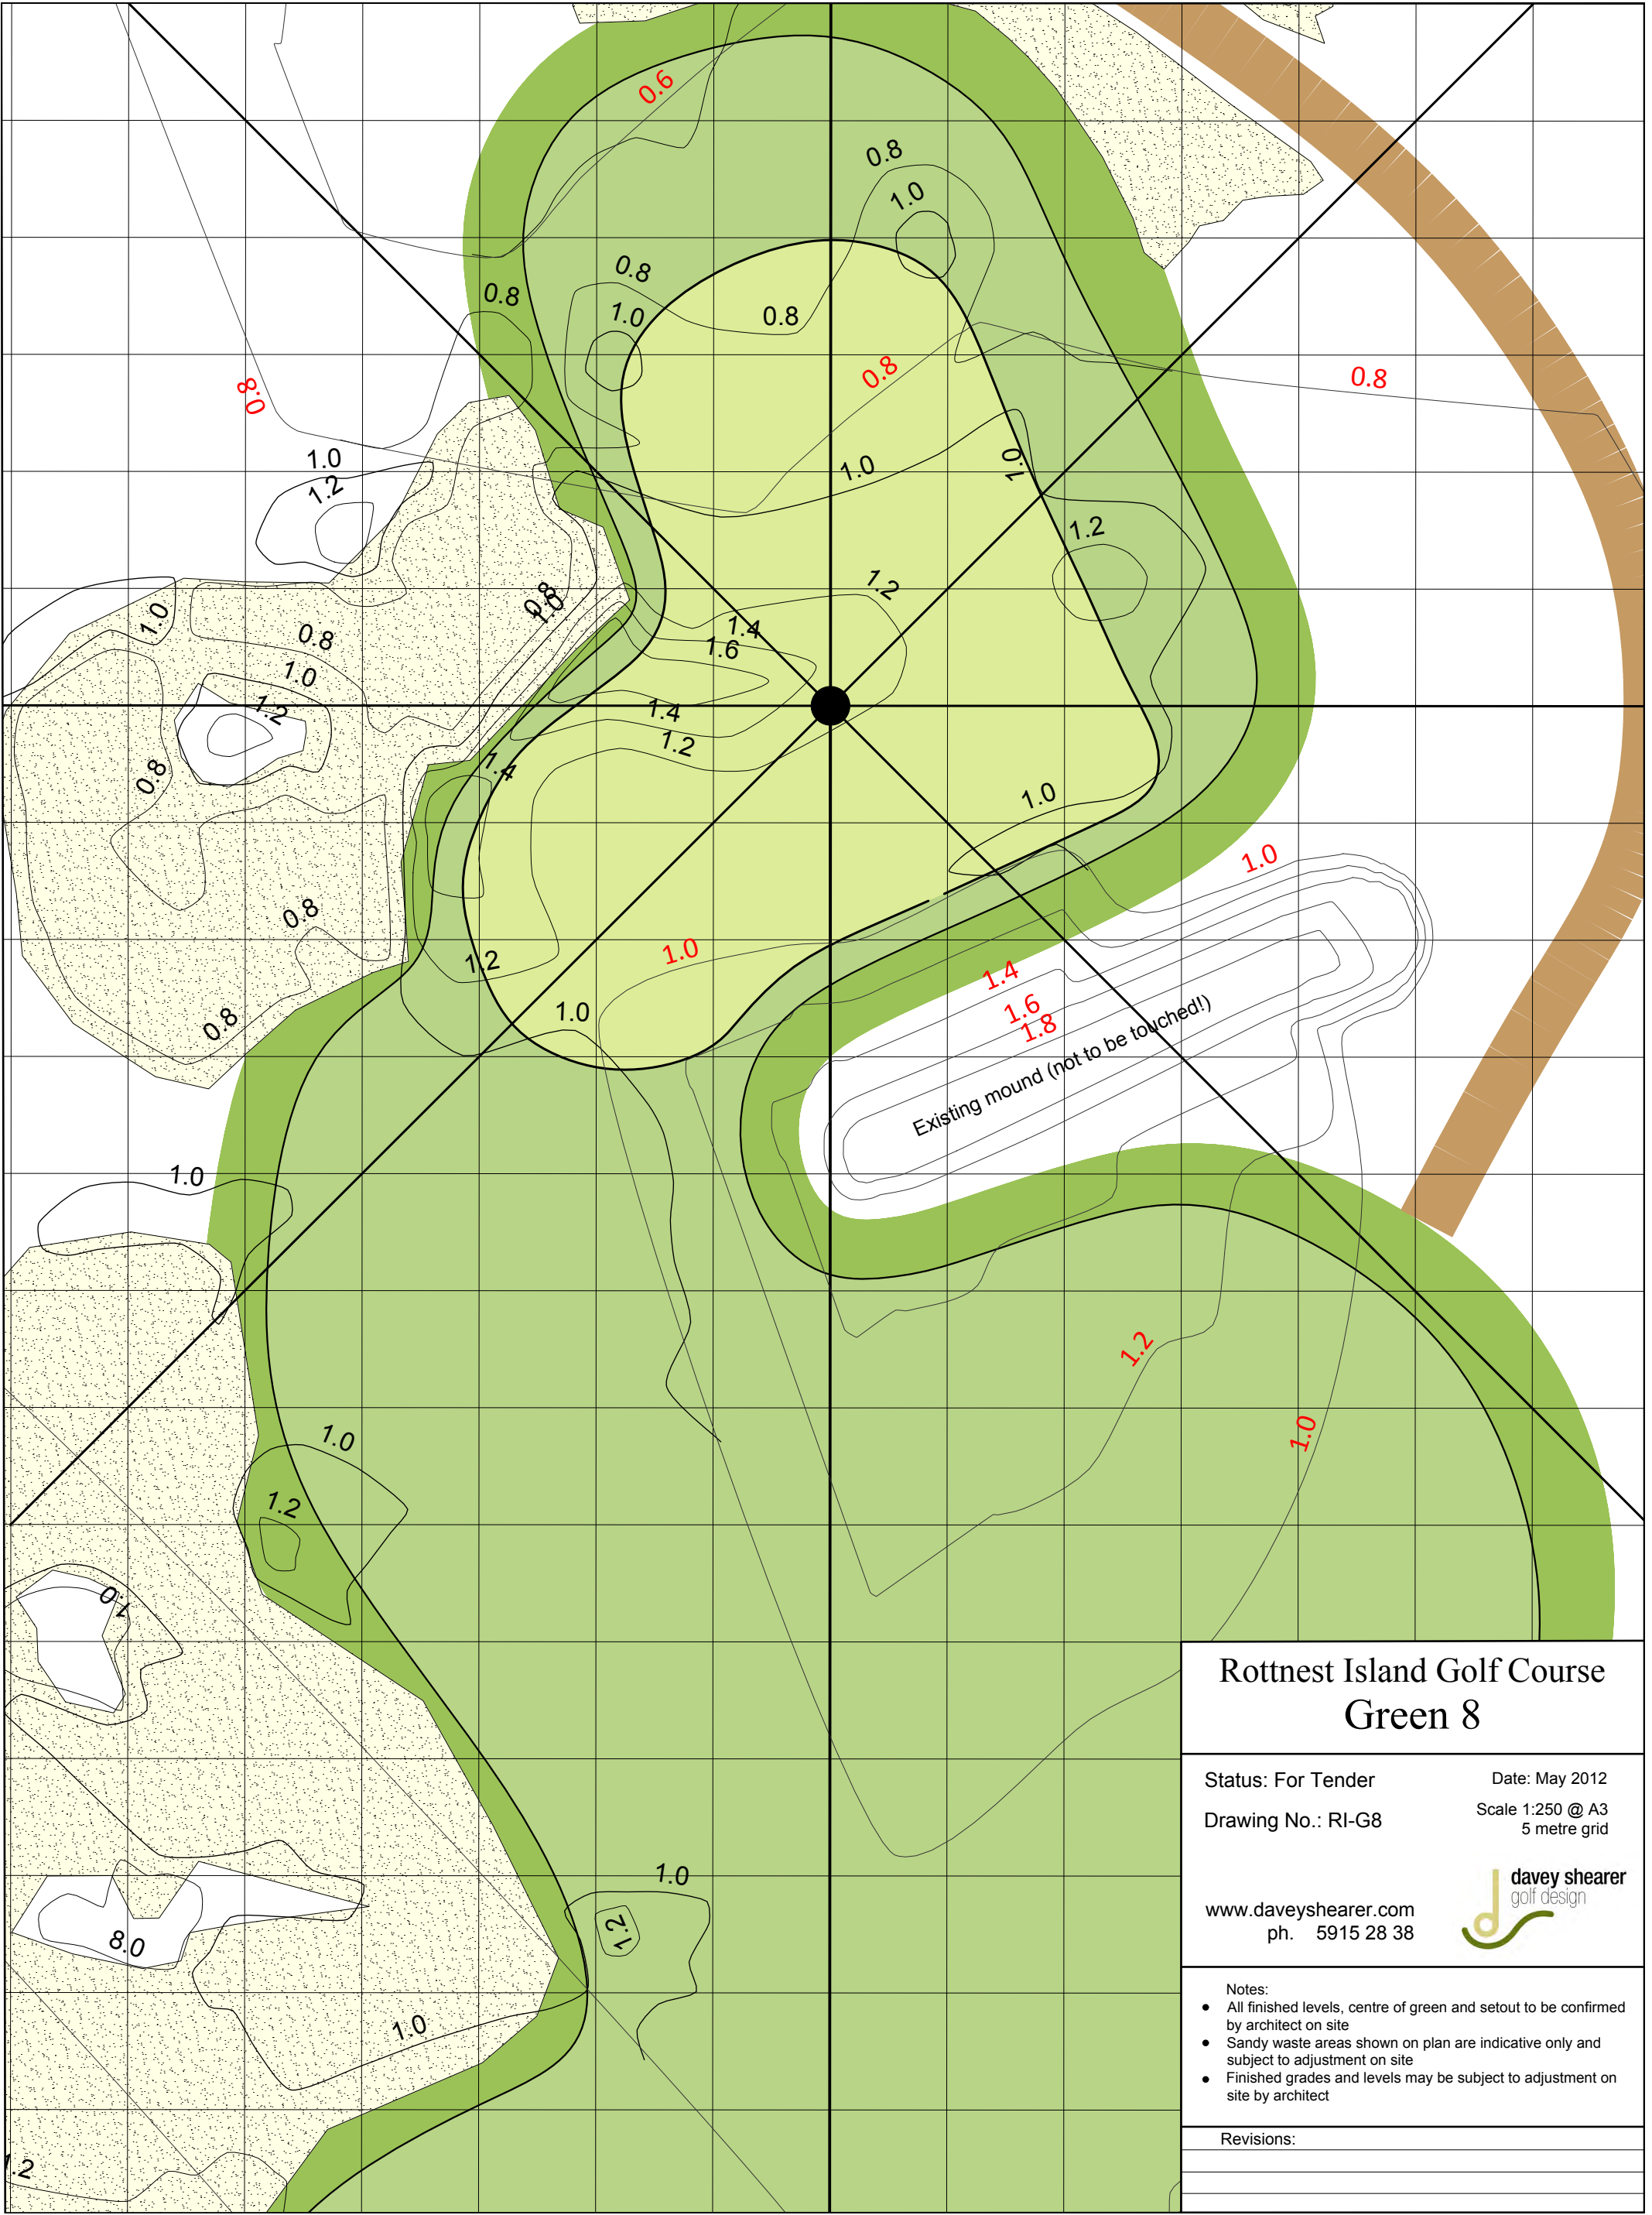 0.6
0.8
1.0
0.8
0.8
1.0
0.8
0.8
0.8
0.8
0.8
1.0
1.0
1.0
1.2
1.2
1.2
0.8
1.0
1.0
0.8
1.4
1.6
1.0
1.2
1.4
1.2
0.8
1.4
1.0
1.0
0.8
1.0
1.2
1.4
1.0
1.6
0.8
1.8
Existing mound (not to be touched!)
1.0
1.2
1.0
1.0
1.2
1.0
1.0
1.2
8.0
1.0
1.2
Rottnest Island Golf Course
Green 8
Status: For Tender
Date: May 2012
Drawing No.: RI-G8
Scale 1:250 @ A3
5 metre grid
davey shearer
golf design
www.daveyshearer.com
ph. 5915 28 38
Notes:
● All finished levels, centre of green and setout to be confirmed
by architect on site
● Sandy waste areas shown on plan are indicative only and
subject to adjustment on site
● Finished grades and levels may be subject to adjustment on
site by architect
Revisions: